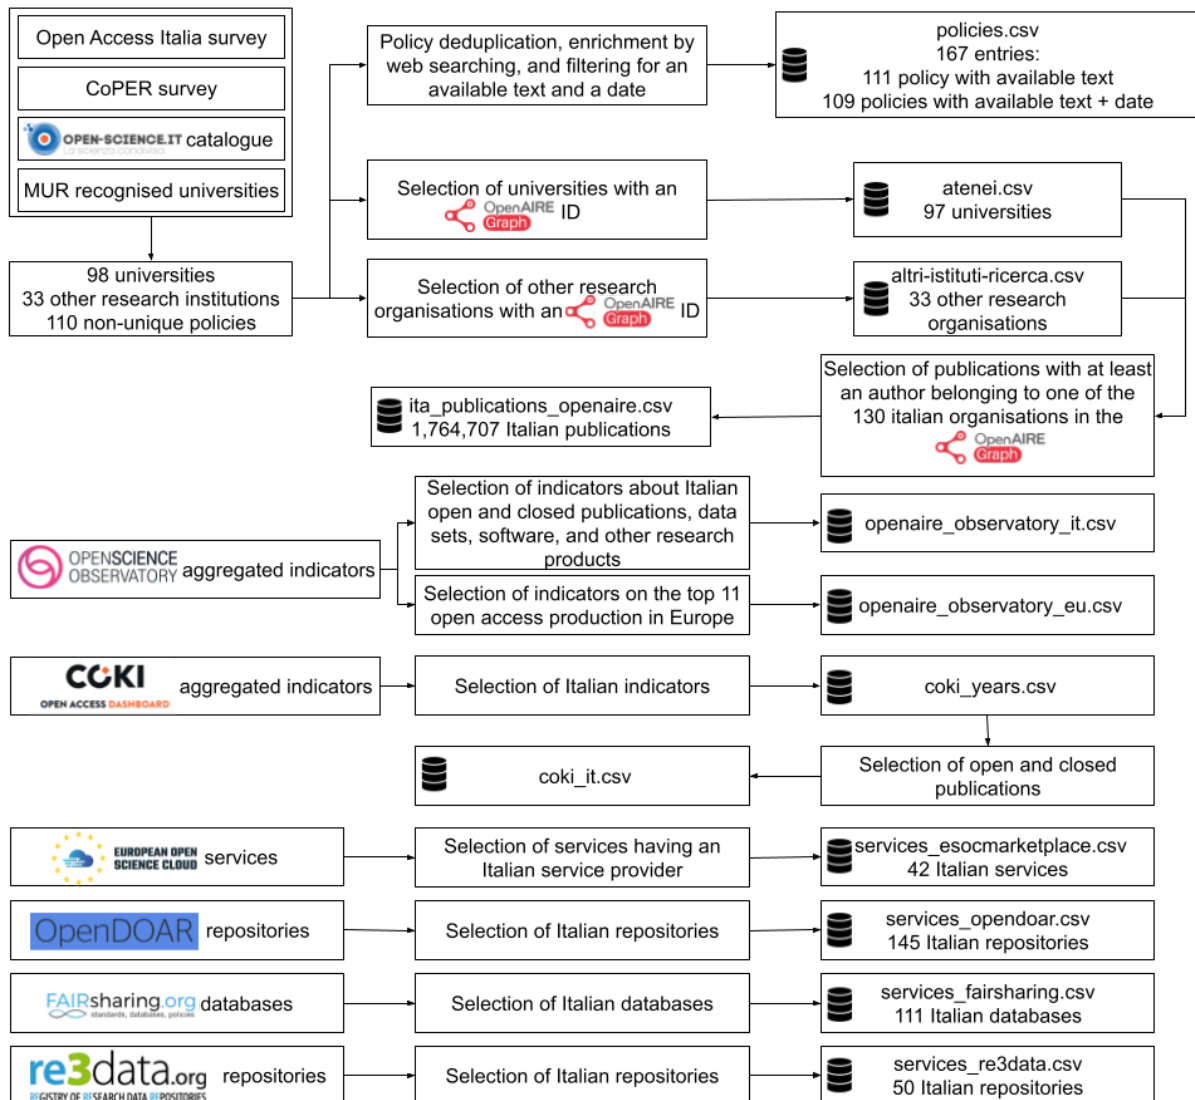 Open Access Italia survey
CoPER survey
OPEN-SCIENCE.IT catalogue
La scienza condivisa
MUR recognised universities
98 universities
33 other research institutions
110 non-unique policies
Policy deduplication, enrichment by
web searching, and filtering for an
available text and a date
policies.csv
167 entries:
111 policy with available text
109 policies with available text + date
Selection of universities with an
OpenAIRE
Graph ID
atenei.csv
97 universities
Selection of other research
organisations with an OpenAIRE
Graph ID
altri-istituti-ricerca.csv
33 other research
organisations
Selection of publications with at least
an author belonging to one of the
130 italian organisations in the
OpenAIRE
Graph
ita_publications_openaire.csv
1,764,707 Italian publications
OPENSCIENCE
OBSERVATORY aggregated indicators
Selection of indicators about Italian
open and closed publications, data
sets, software, and other research
products
openaire_observatory_it.csv
Selection of indicators on the top 11
open access production in Europe
openaire_observatory_eu.csv
COKI
OPEN ACCESS DASHBOARD
aggregated indicators
Selection of Italian indicators
coki_years.csv
Selection of open and closed
publications
coki_it.csv
EUROPEAN OPEN
SCIENCE CLOUD services
Selection of services having an
Italian service provider
services_esocmarketplace.csv
42 Italian services
OpenDOAR repositories
Selection of Italian repositories
services_opendoar.csv
145 Italian repositories
FAIRsharing.org databases
standards, databases, policies
Selection of Italian databases
services_fairsharing.csv
111 Italian databases
re3data.org repositories
REGISTRY OF RESEARCH DATA REPOSITORIES
Selection of Italian repositories
services_re3data.csv
50 Italian repositories